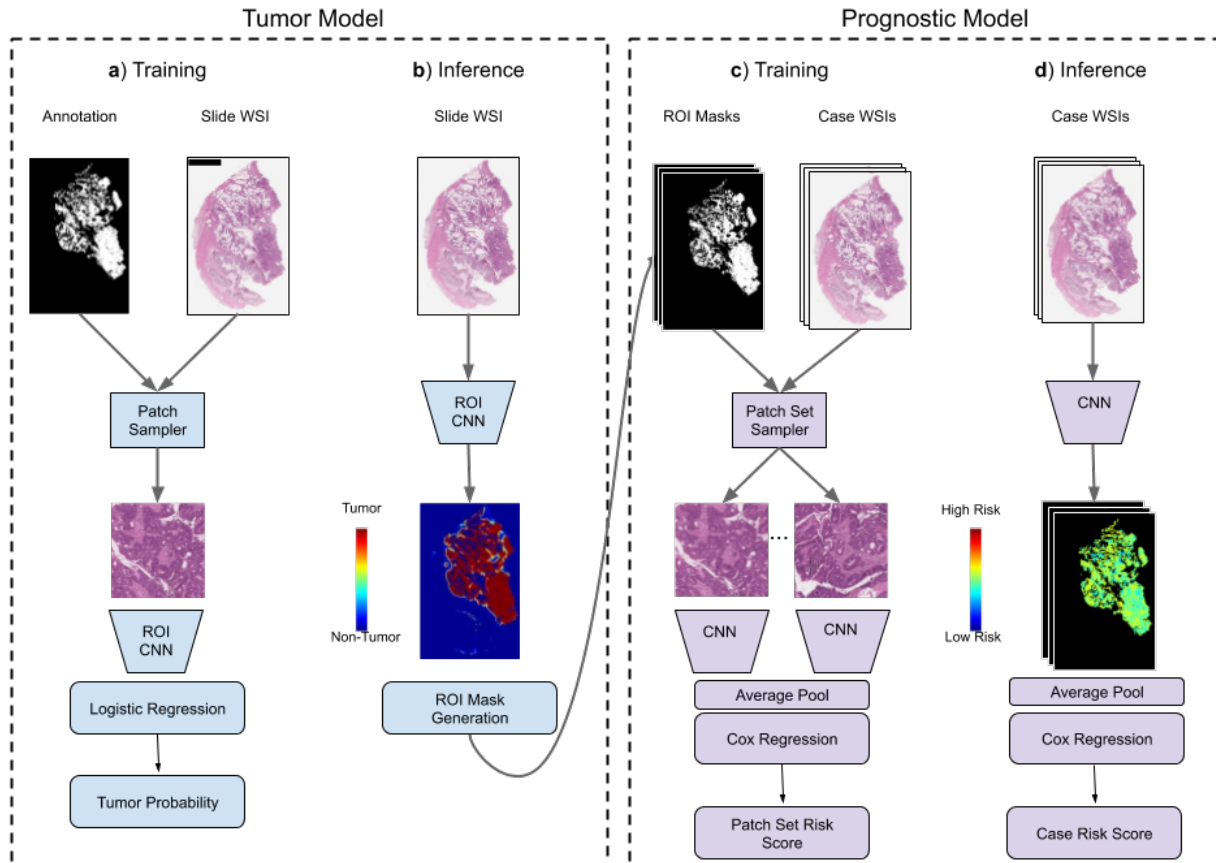 Tumor Model
Prognostic Model
a) Training
b) Inference
c) Training
d) Inference
Annotation
Slide WSI
Slide WSI
ROI Masks
Case WSIs
Case WSIs
Patch
Sampler
ROI
CNN
Patch Set
Sampler
CNN
Tumor
Non-Tumor
...
High Risk
Low Risk
ROI
CNN
CNN
CNN
Logistic Regression
ROI Mask
Generation
Average Pool
Average Pool
Cox Regression
Cox Regression
Tumor Probability
Patch Set Risk
Score
Case Risk Score